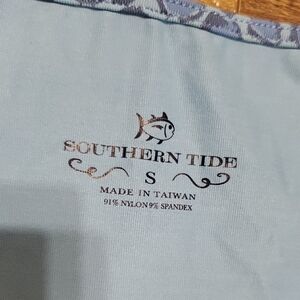 SOUTHERN TIDE
S
MADE IN TAIWAN
91% NYLON 9% SPANDEX